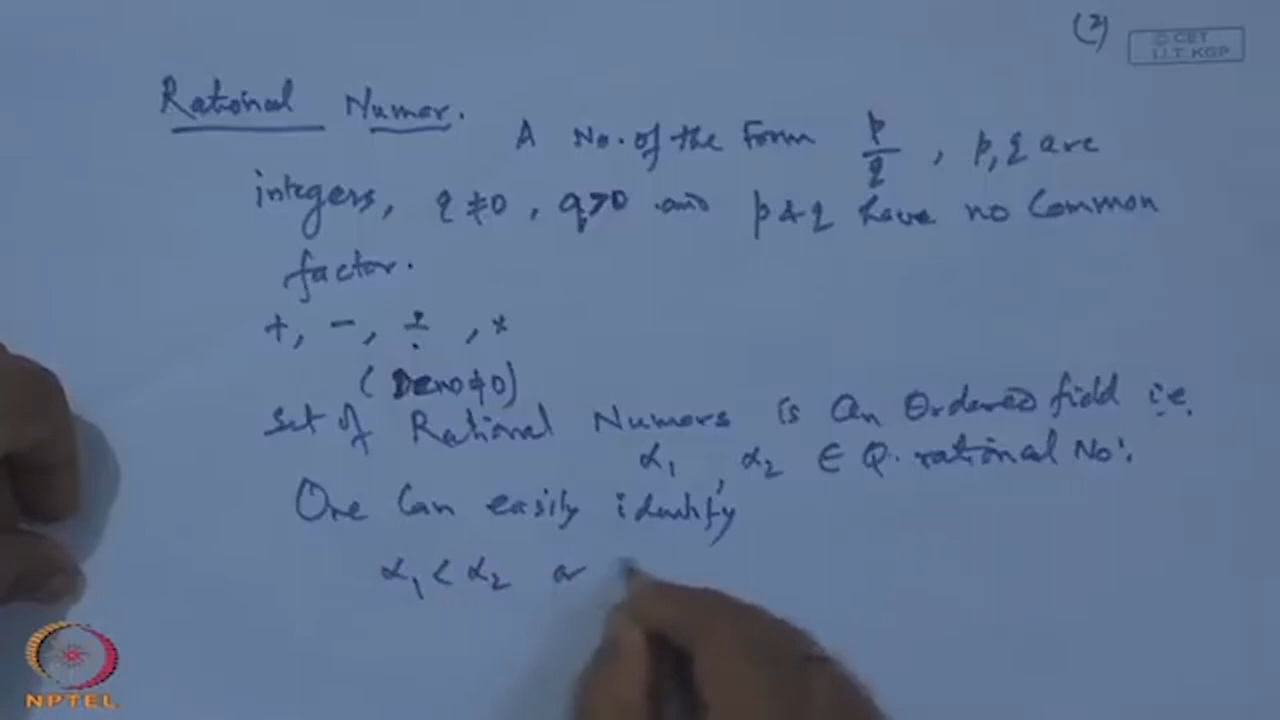 (2)
© CET
I.I.T. KGP
Rational Numer.
A No. of the Form p/q, p, q are
integers, q ≠ 0, q > 0 and p & q have no Common
factor.
+, -, ÷, *
(Deno ≠ 0)
Set of Rational Numers is an Ordered field i.e.
α₁, α₂ ∈ Q. rational No:.
One Can easily identify
α₁ < α₂ or
NPTEL